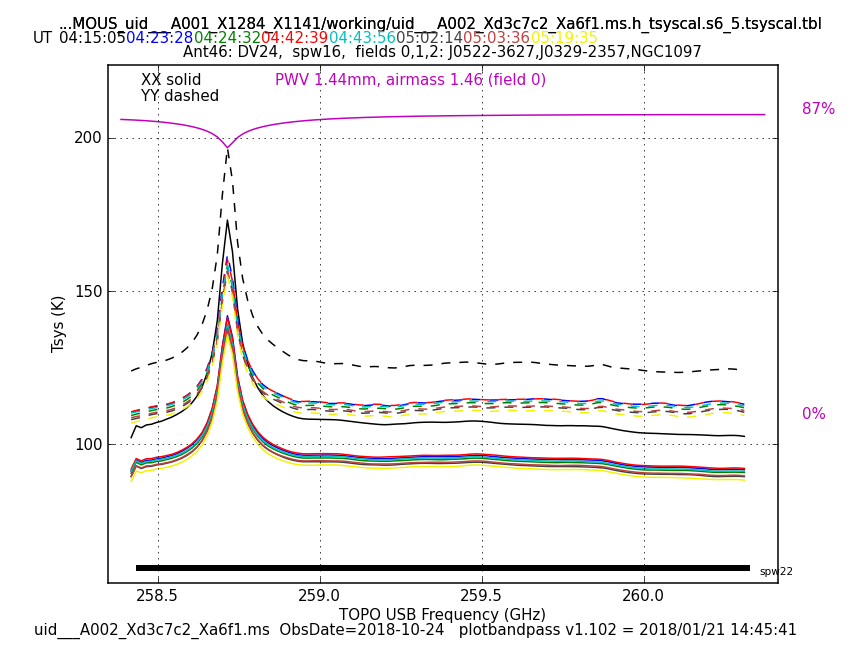 ...MOUS_uid___A001_X1284_X1141/working/uid___A002_Xd3c7c2_Xa6f1.ms.h_tsyscal.s6_5.tsyscal.tbl
UT 04:15:05 04:23:28 04:24:32 04:42:39 04:43:56 05:02:14 05:03:36 05:19:35
Ant46: DV24,  spw16,  fields 0,1,2: J0522-3627,J0329-2357,NGC1097
XX solid
YY dashed
PWV 1.44mm, airmass 1.46 (field 0)
87%
0%
200
150
100
Tsys (K)
spw22
258.5 259.0 259.5 260.0
TOPO USB Frequency (GHz)
uid___A002_Xd3c7c2_Xa6f1.ms  ObsDate=2018-10-24   plotbandpass v1.102 = 2018/01/21 14:45:41